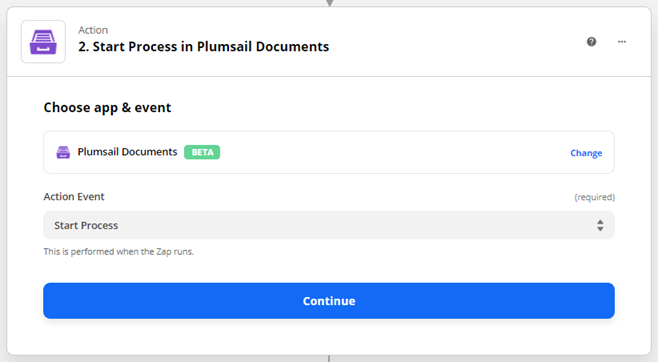 Action
2. Start Process in Plumsail Documents
Choose app & event
Plumsail Documents BETA Change
Action Event (required)
Start Process
This is performed when the Zap runs.
Continue